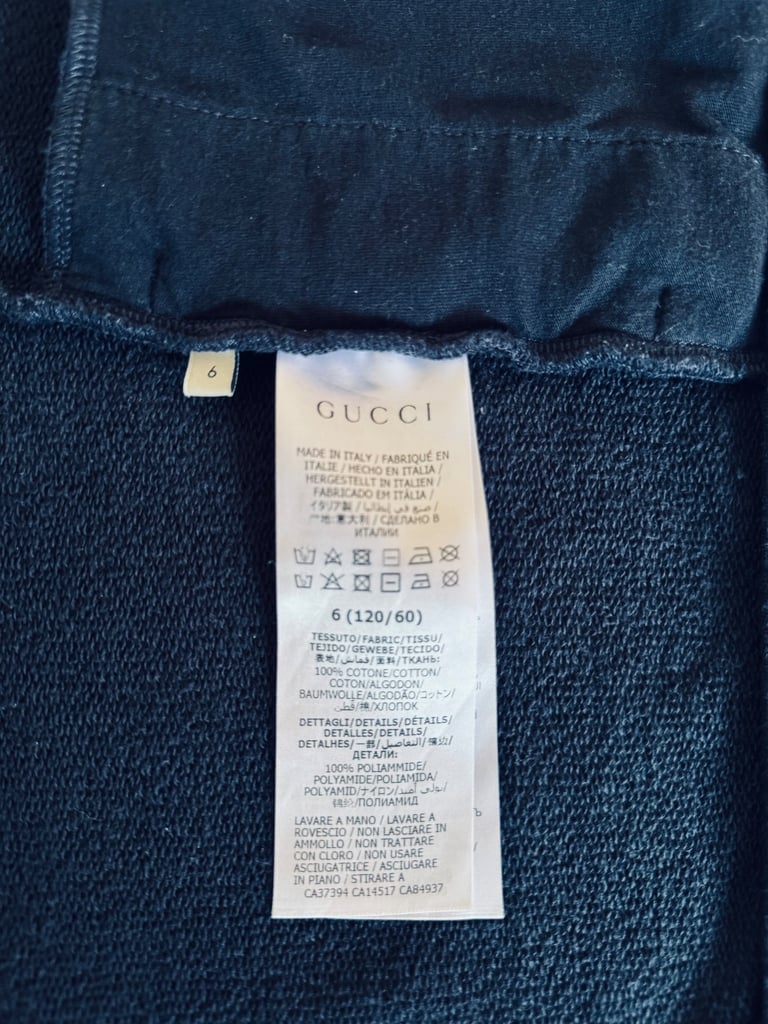 6
GUCCI
MADE IN ITALY / FABRIQUÉ EN
ITALIE / HECHO EN ITALIA /
HERGESTELLT IN ITALIEN /
FABRICADO EM ITÁLIA /
イタリア製 / صنع في إيطاليا /
产地:意大利 / СДЕЛАНО В
ИТАЛИИ
6 (120/60)
TESSUTO/FABRIC/TISSU/
TEJIDO/GEWEBE/TECIDO/
表地/قماش/面料/ТКАНЬ:
100% COTONE/COTTON/
COTON/ALGODON/
BAUMWOLLE/ALGODÃO/コットン/
قطن/棉/ХЛОПОК
DETTAGLI/DETAILS/DÉTAILS/
DETALLES/DETAILS/
DETALHES/一部/التفاصيل/
ДЕТАЛИ:
100% POLIAMMIDE/
POLYAMIDE/POLIAMIDA/
POLYAMID/ナイロン/بولي أميد/
锦纶/ПОЛИАМИД
LAVARE A MANO / LAVARE A
ROVESCIO / NON LASCIARE IN
AMMOLLO / NON TRATTARE
CON CLORO / NON USARE
ASCIUGATRICE / ASCIUGARE
IN PIANO / STIRARE A
CA37394 CA14517 CA84937